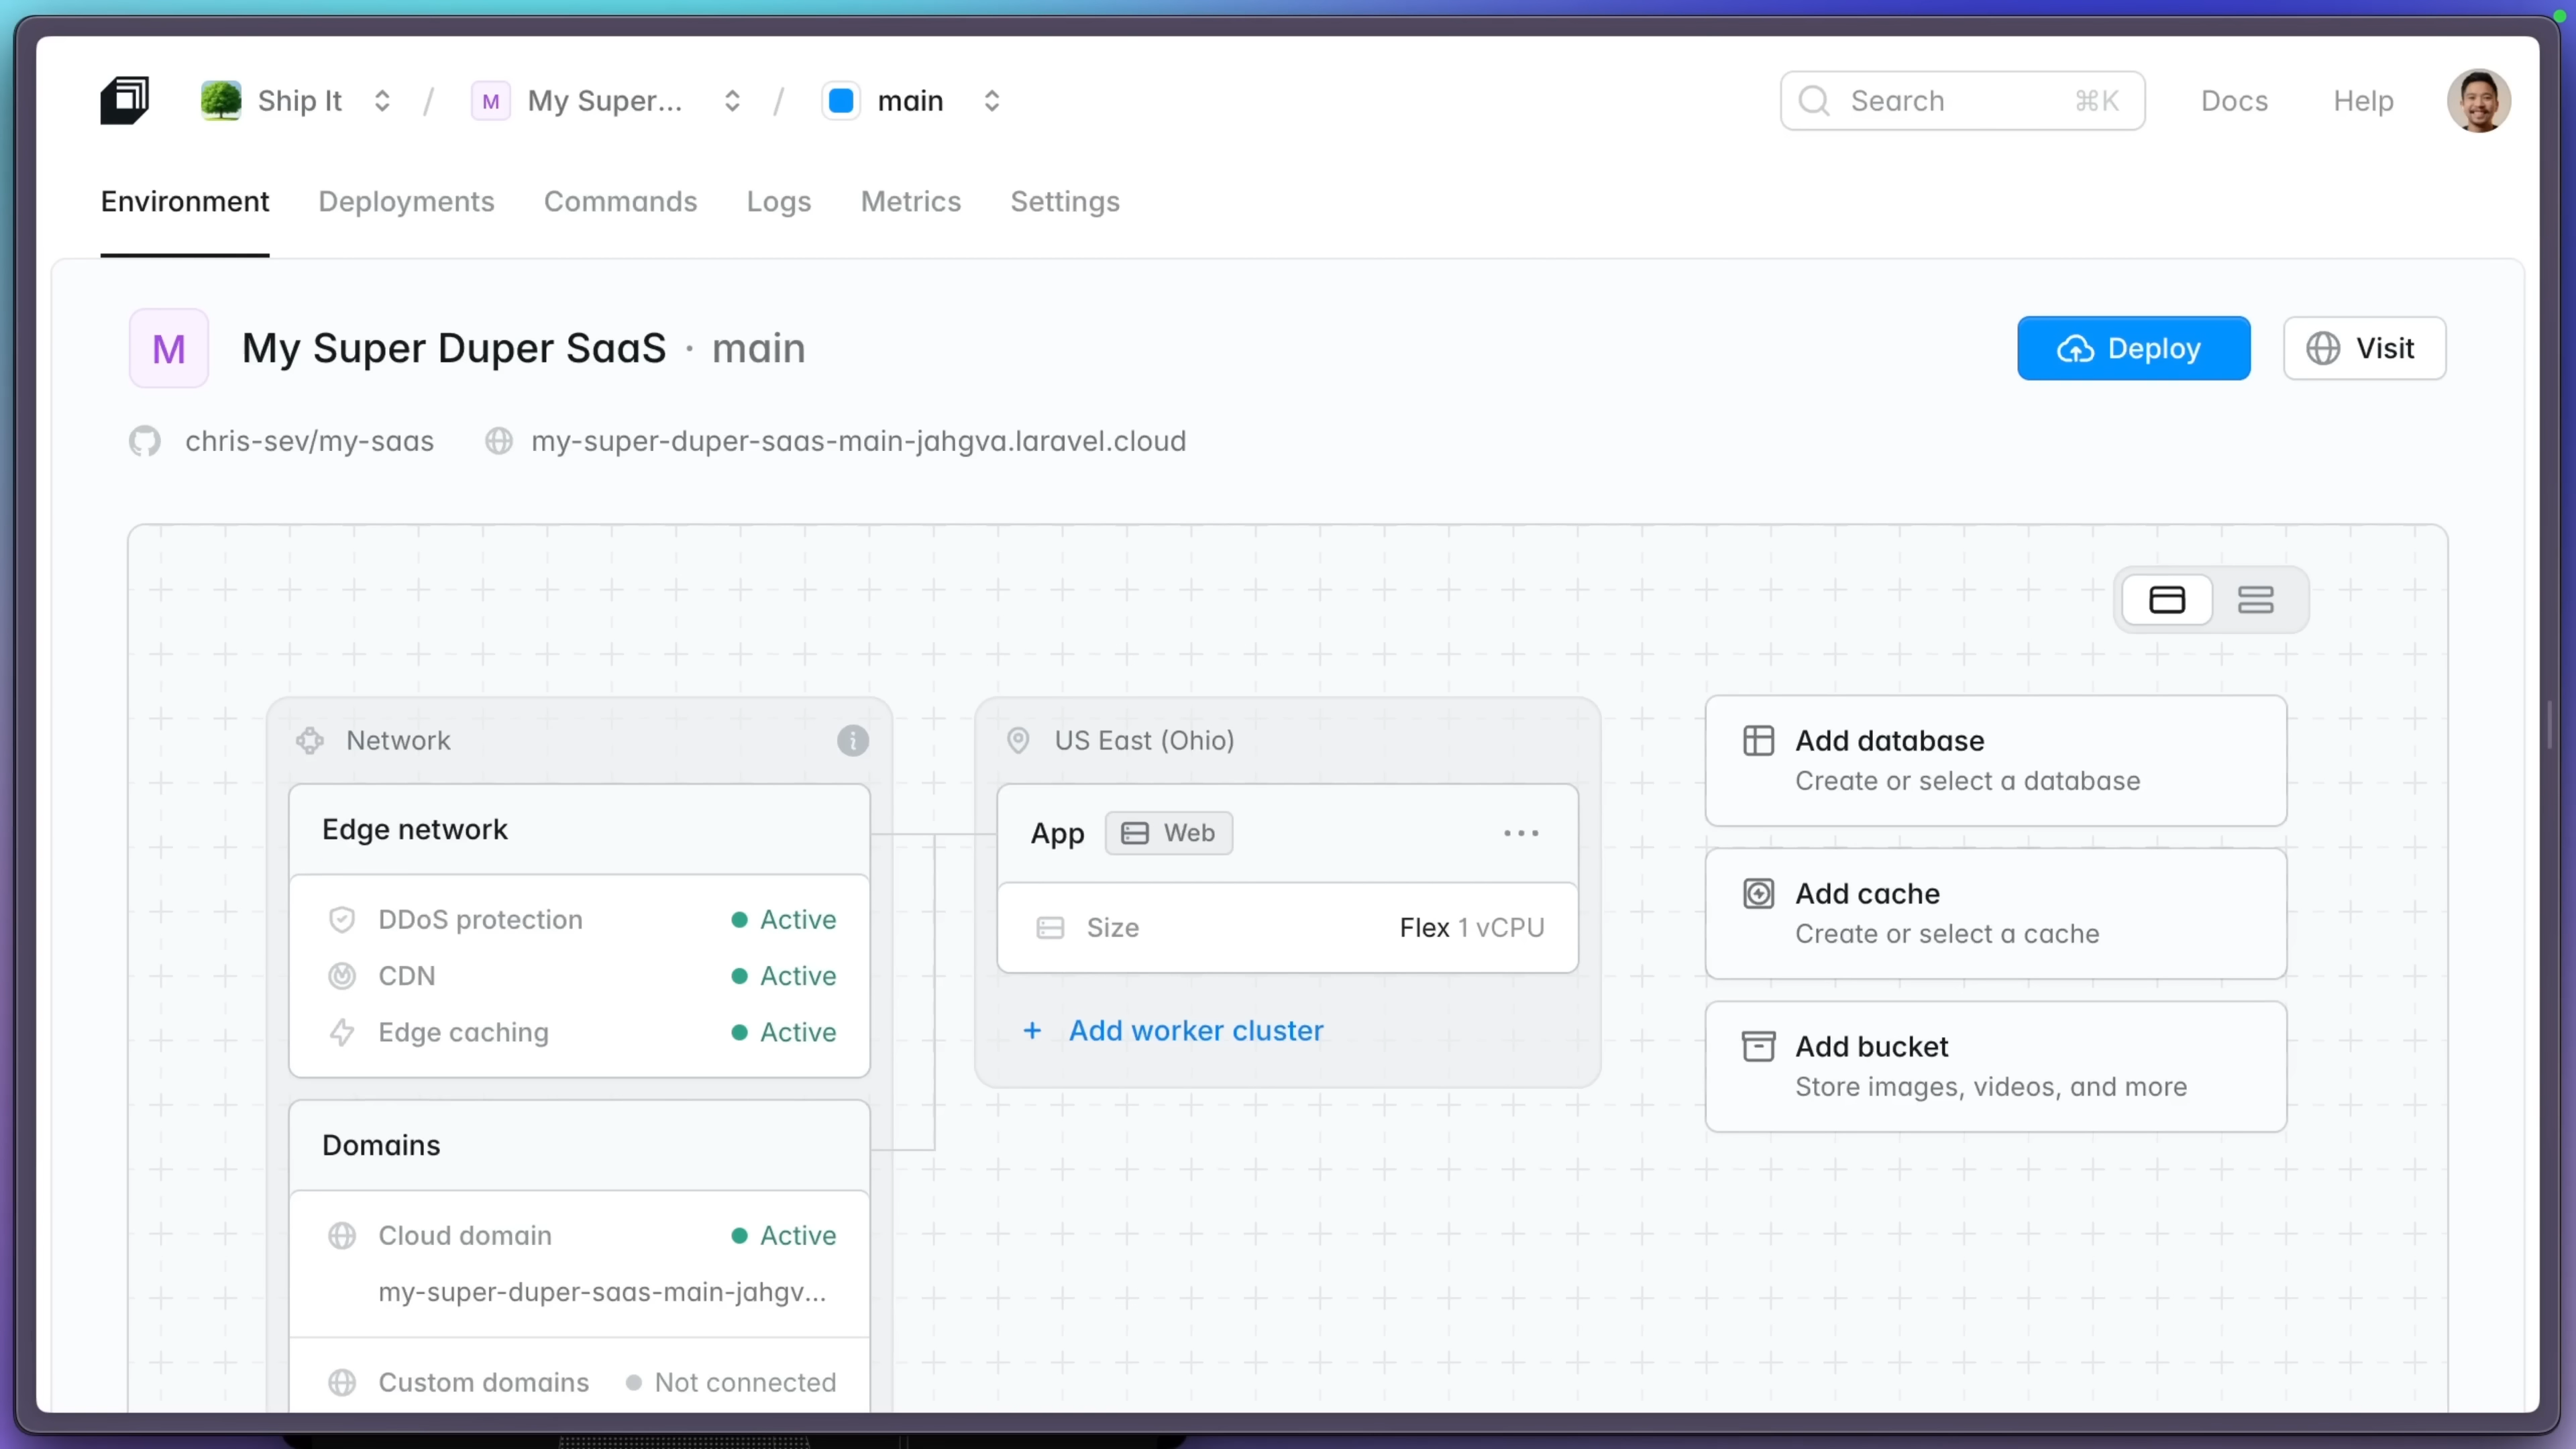 Ship It / M My Super... / main Search ⌘K Docs Help
Environment Deployments Commands Logs Metrics Settings
M My Super Duper SaaS · main Deploy Visit
chris-sev/my-saas my-super-duper-saas-main-jahgva.laravel.cloud
Network
Edge network
DDoS protection Active
CDN Active
Edge caching Active
Domains
Cloud domain Active
my-super-duper-saas-main-jahgv...
Custom domains Not connected
US East (Ohio)
App Web ...
Size Flex 1 vCPU
+ Add worker cluster
Add database
Create or select a database
Add cache
Create or select a cache
Add bucket
Store images, videos, and more